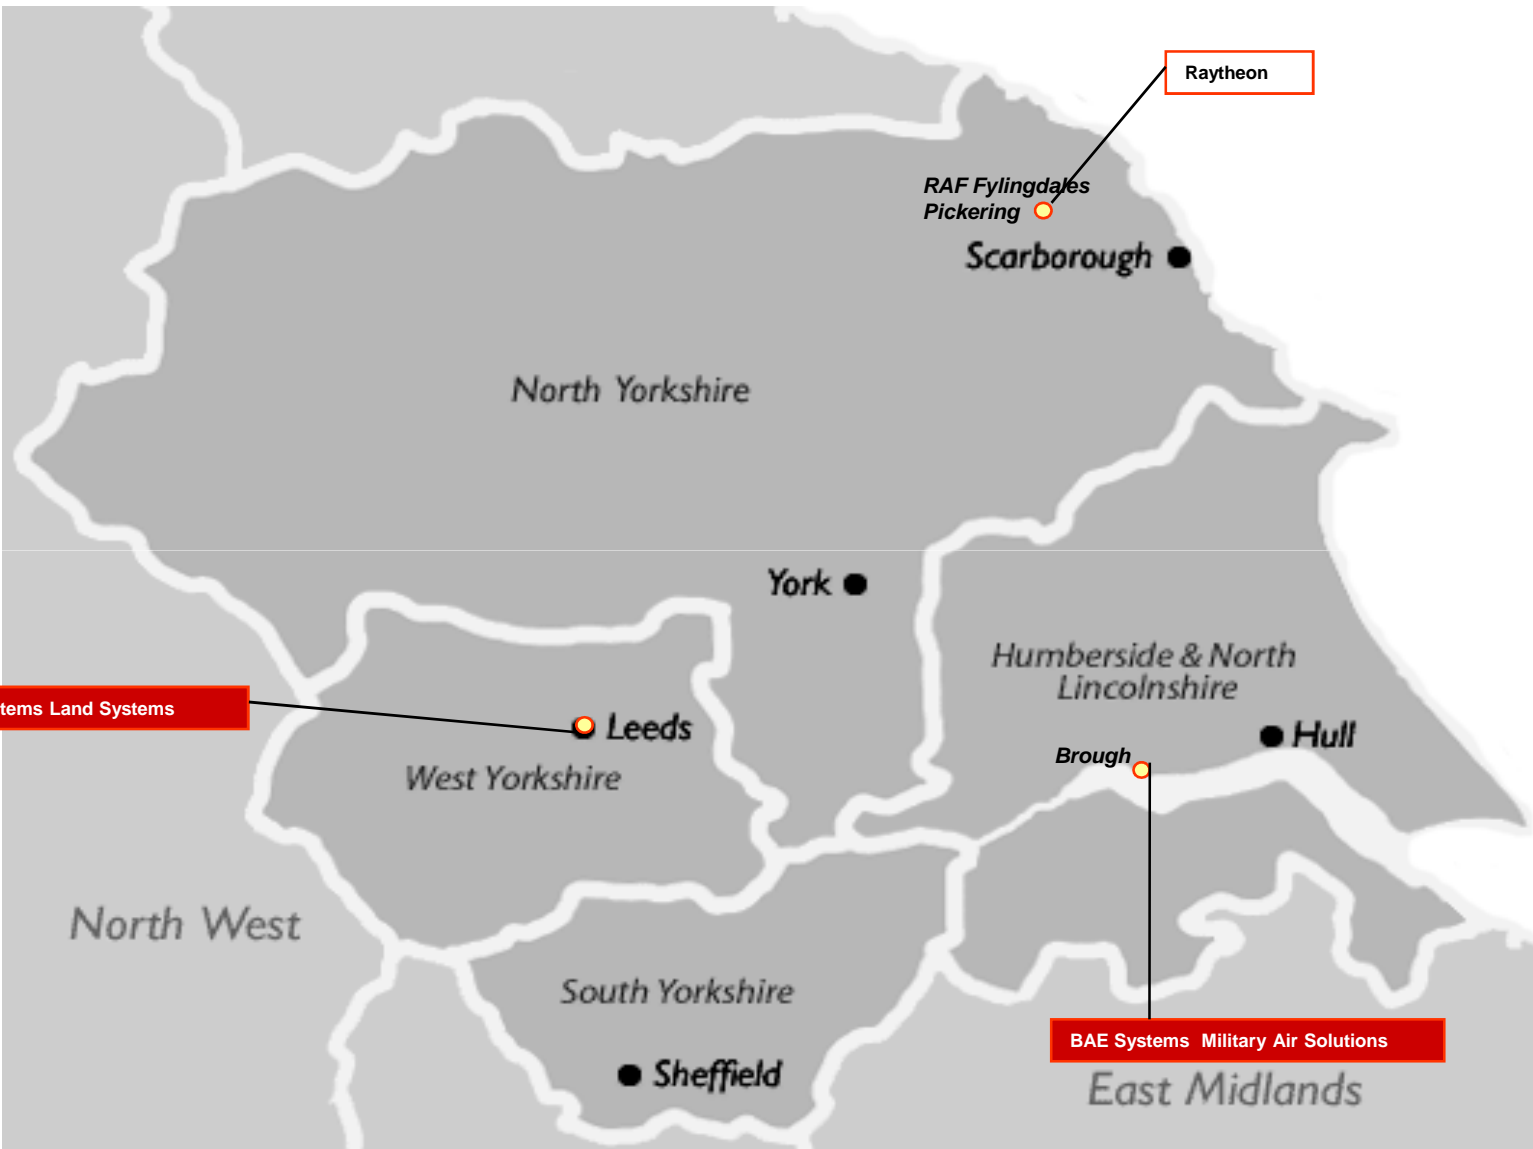 Raytheon
RAF Fylingdales
Pickering
Scarborough
North Yorkshire
York
Humberside & North
Lincolnshire
tems Land Systems
Leeds
Hull
Brough
West Yorkshire
North West
South Yorkshire
BAE Systems  Military Air Solutions
Sheffield
East Midlands